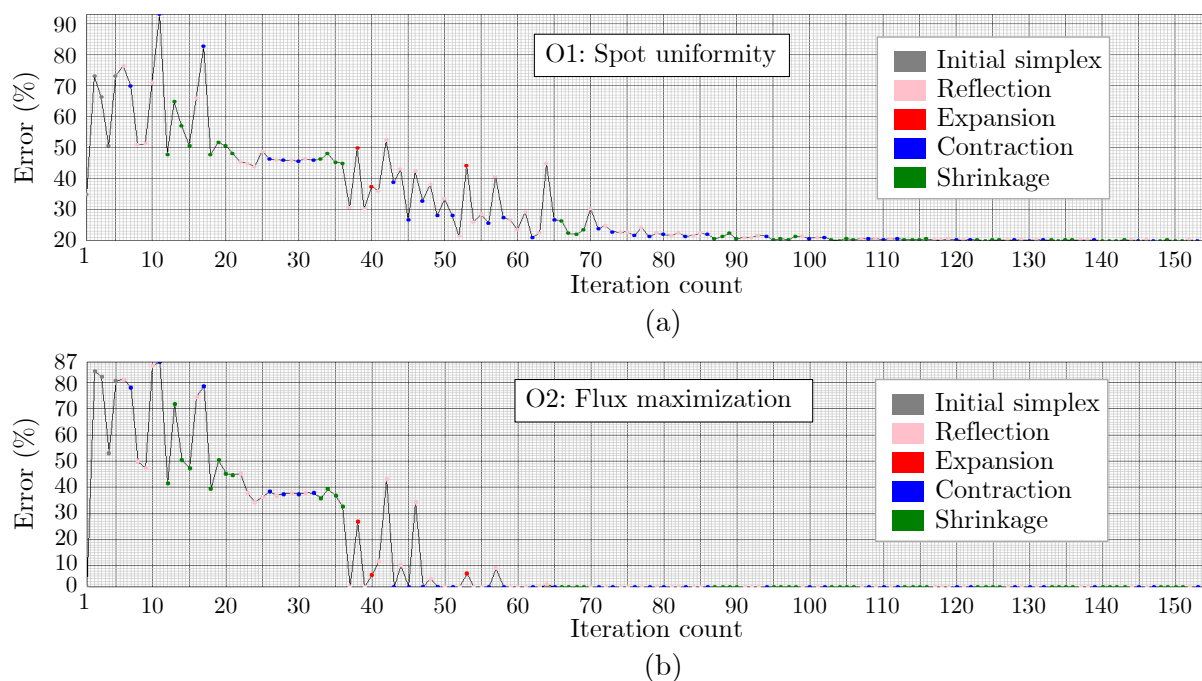 90
80
70
60
50
40
30
20
Error (%)
O1: Spot uniformity
Initial simplex
Reflection
Expansion
Contraction
Shrinkage
1 10 20 30 40 50 60 70 80 90 100 110 120 130 140 150
Iteration count
(a)
87
80
70
60
50
40
30
20
10
0
Error (%)
O2: Flux maximization
Initial simplex
Reflection
Expansion
Contraction
Shrinkage
1 10 20 30 40 50 60 70 80 90 100 110 120 130 140 150
Iteration count
(b)